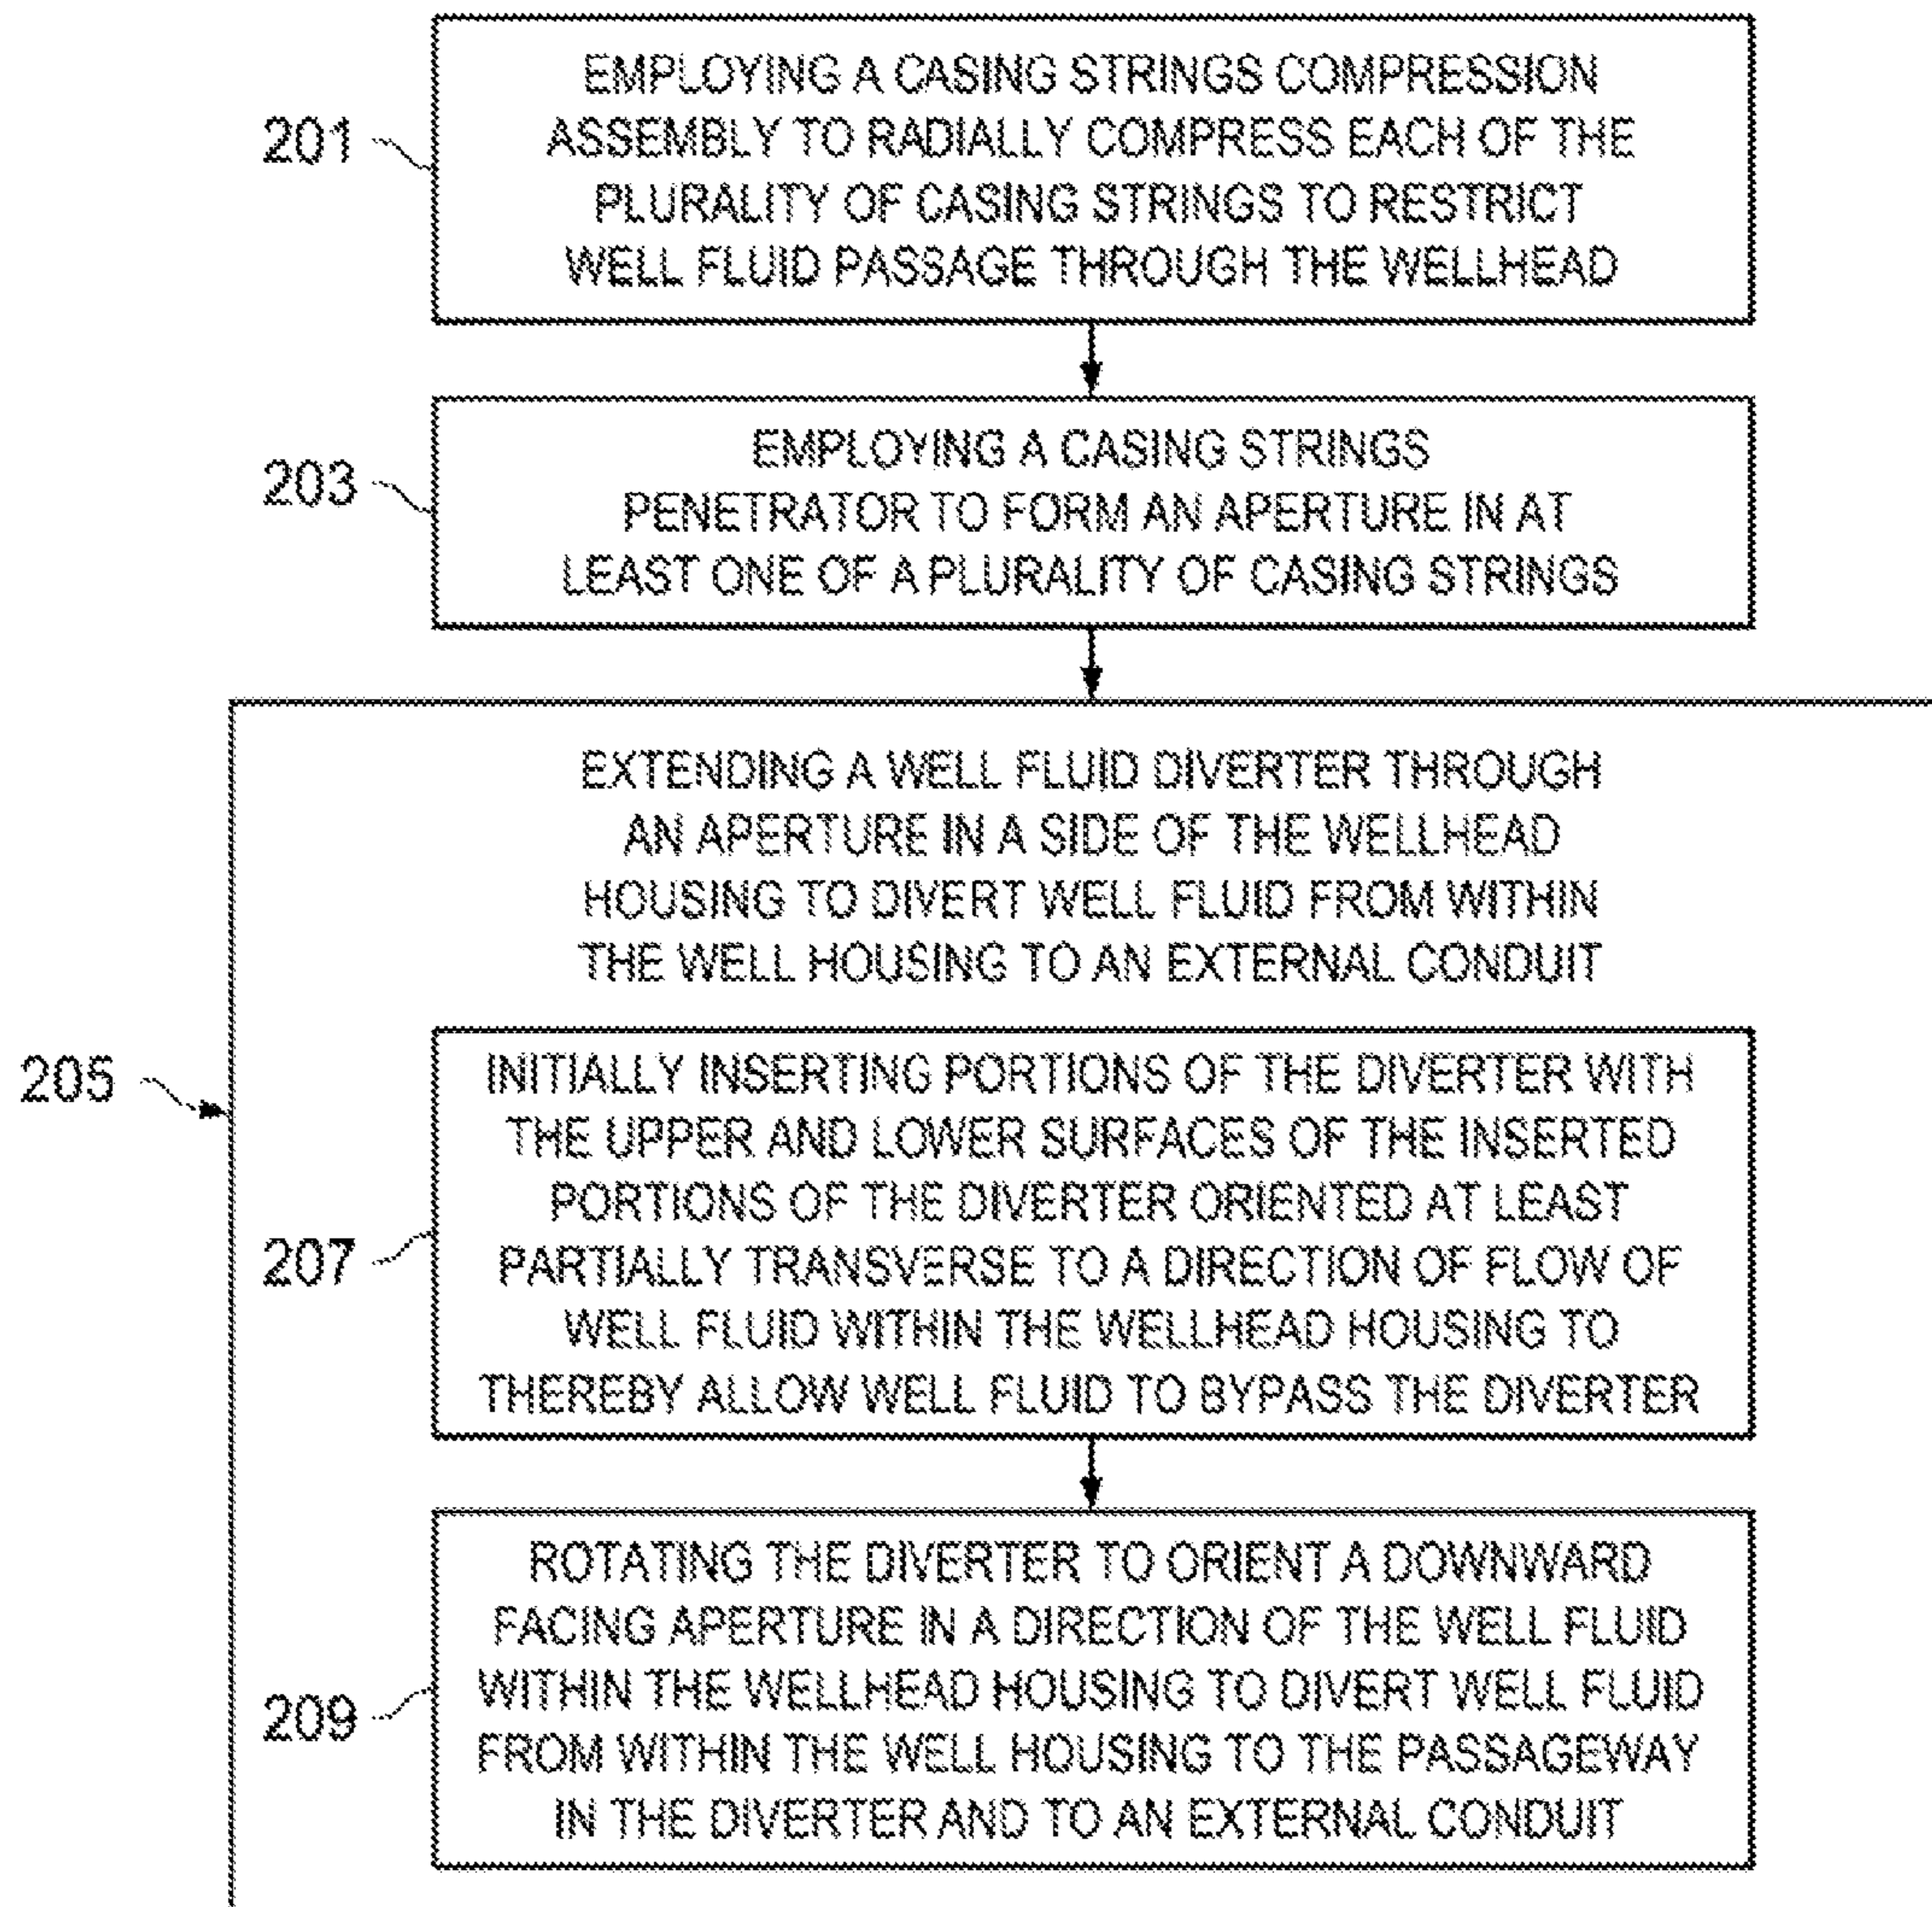 EMPLOYING A CASING STRINGS COMPRESSION
201
ASSEMBLY TO RADIALLY COMPRESS EACH OF THE
PLURALITY OF CASING STRINGS TO RESTRICT
WELL FLUID PASSAGE THROUGH THE WELLHEAD
EMPLOYING A CASING STRINGS
203
PENETRATOR TO FORM AN APERTURE IN AT
LEAST ONE OF A PLURALITY OF CASING STRINGS
EXTENDING A WELL FLUID DIVERTER THROUGH
AN APERTURE IN A SIDE OF THE WELLHEAD
HOUSING TO DIVERT WELL FLUID FROM WITHIN
THE WELL HOUSING TO AN EXTERNAL CONDUIT
205
INITIALLY INSERTING PORTIONS OF THE DIVERTER WITH
THE UPPER AND LOWER SURFACES OF THE INSERTED
PORTIONS OF THE DIVERTER ORIENTED AT LEAST
207
PARTIALLY TRANSVERSE TO A DIRECTION OF FLOW OF
WELL FLUID WITHIN THE WELLHEAD HOUSING TO
THEREBY ALLOW WELL FLUID TO BYPASS THE DIVERTER
ROTATING THE DIVERTER TO ORIENT A DOWNWARD
FACING APERTURE IN A DIRECTION OF THE WELL FLUID
WITHIN THE WELLHEAD HOUSING TO DIVERT WELL FLUID
209
FROM WITHIN THE WELL HOUSING TO THE PASSAGEWAY
IN THE DIVERTER AND TO AN EXTERNAL CONDUIT